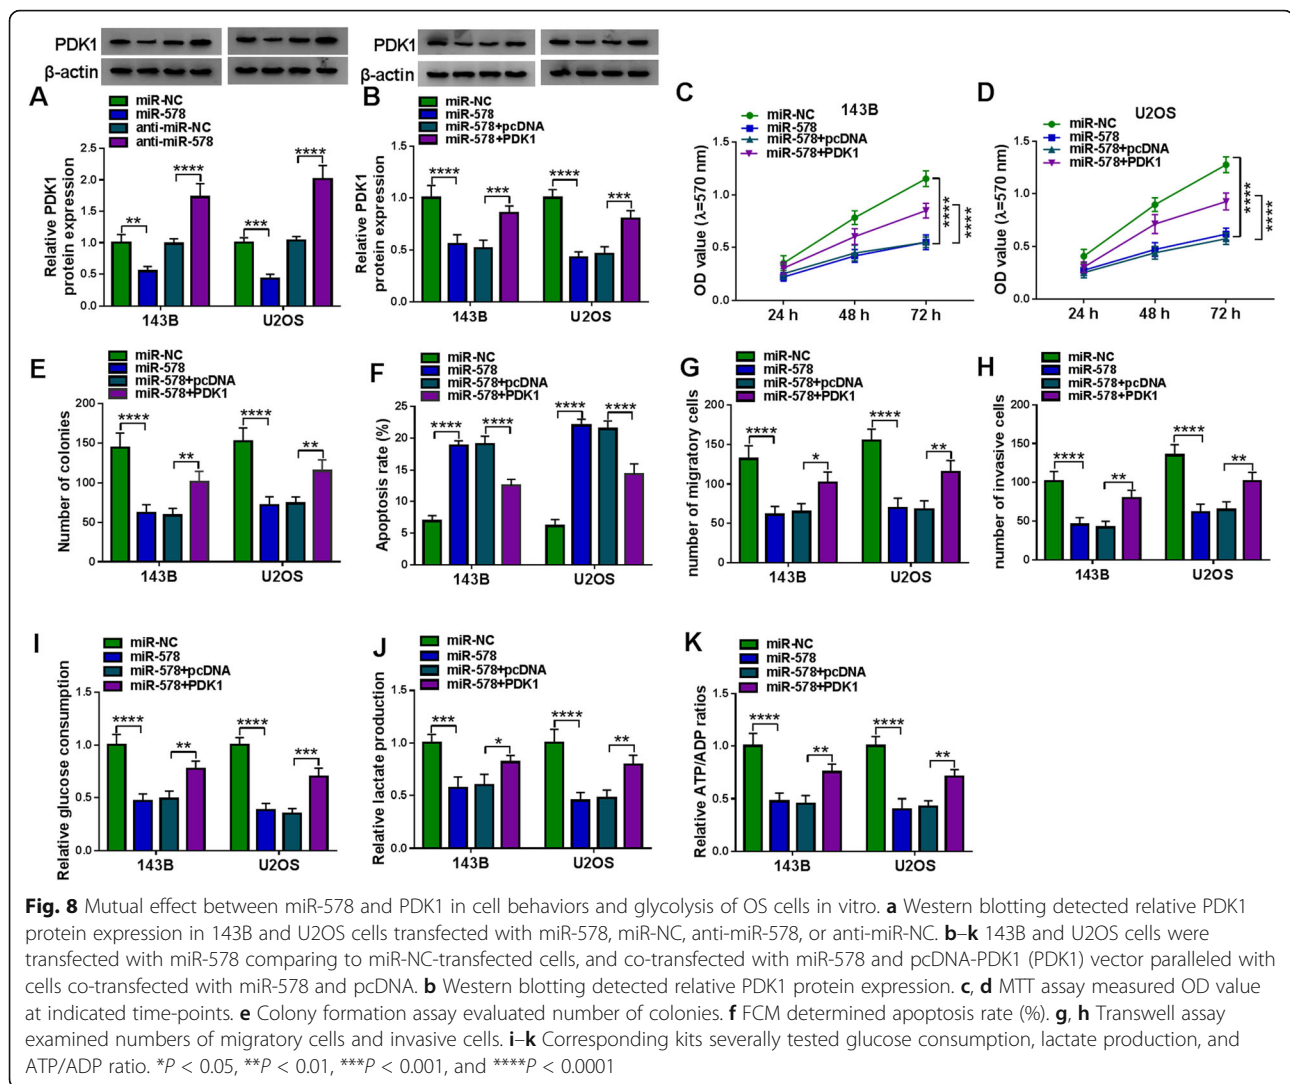 PDK1
β-actin
PDK1
β-actin
A
miR-NC
miR-578
anti-miR-NC
anti-miR-578
Relative PDK1
protein expression
2.5
2.0
1.5
1.0
0.5
0.0
**
****
***
****
143B
U2OS
B
miR-NC
miR-578
miR-578+pcDNA
miR-578+PDK1
Relative PDK1
protein expression
1.5
1.0
0.5
0.0
****
***
****
***
143B
U2OS
C
143B
miR-NC
miR-578
miR-578+pcDNA
miR-578+PDK1
OD value (λ=570 nm)
1.5
1.0
0.5
0.0
****
****
24 h
48 h
72 h
D
U2OS
miR-NC
miR-578
miR-578+pcDNA
miR-578+PDK1
OD value (λ=570 nm)
1.5
1.0
0.5
0.0
****
****
24 h
48 h
72 h
E
miR-NC
miR-578
miR-578+pcDNA
miR-578+PDK1
Number of colonies
200
150
100
50
0
****
**
****
**
143B
U2OS
F
miR-NC
miR-578
miR-578+pcDNA
miR-578+PDK1
Apoptosis rate (%)
25
20
15
10
5
0
****
****
****
****
143B
U2OS
G
miR-NC
miR-578
miR-578+pcDNA
miR-578+PDK1
number of migratory cells
200
150
100
50
0
****
*
****
**
143B
U2OS
H
miR-NC
miR-578
miR-578+pcDNA
miR-578+PDK1
number of invasive cells
200
150
100
50
0
****
**
****
**
143B
U2OS
I
miR-NC
miR-578
miR-578+pcDNA
miR-578+PDK1
Relative glucose consumption
1.5
1.0
0.5
0.0
****
**
****
***
143B
U2OS
J
miR-NC
miR-578
miR-578+pcDNA
miR-578+PDK1
Relative lactate production
1.5
1.0
0.5
0.0
***
*
****
**
143B
U2OS
K
miR-NC
miR-578
miR-578+pcDNA
miR-578+PDK1
Relative ATP/ADP ratios
1.5
1.0
0.5
0.0
****
**
****
**
143B
U2OS
Fig. 8 Mutual effect between miR-578 and PDK1 in cell behaviors and glycolysis of OS cells in vitro. a Western blotting detected relative PDK1
protein expression in 143B and U2OS cells transfected with miR-578, miR-NC, anti-miR-578, or anti-miR-NC. b–k 143B and U2OS cells were
transfected with miR-578 comparing to miR-NC-transfected cells, and co-transfected with miR-578 and pcDNA-PDK1 (PDK1) vector paralleled with
cells co-transfected with miR-578 and pcDNA. b Western blotting detected relative PDK1 protein expression. c, d MTT assay measured OD value
at indicated time-points. e Colony formation assay evaluated number of colonies. f FCM determined apoptosis rate (%). g, h Transwell assay
examined numbers of migratory cells and invasive cells. i–k Corresponding kits severally tested glucose consumption, lactate production, and
ATP/ADP ratio. *P < 0.05, **P < 0.01, ***P < 0.001, and ****P < 0.0001